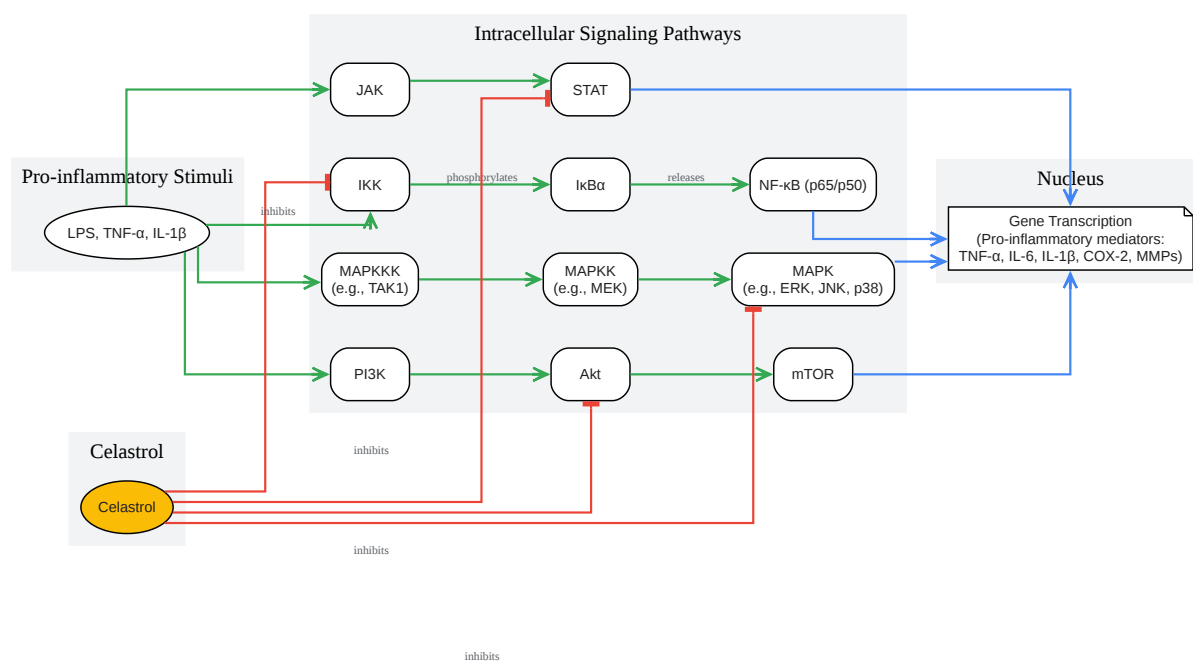 Intracellular Signaling Pathways
JAK
STAT
Pro-inflammatory Stimuli
LPS, TNF-α, IL-1β
inhibits
IKK
phosphorylates
IκBα
releases
NF-κB (p65/p50)
Nucleus
Gene Transcription
(Pro-inflammatory mediators:
TNF-α, IL-6, IL-1β, COX-2, MMPs)
MAPKKK
(e.g., TAK1)
MAPKK
(e.g., MEK)
MAPK
(e.g., ERK, JNK, p38)
PI3K
Akt
mTOR
Celastrol
Celastrol
inhibits
inhibits
inhibits